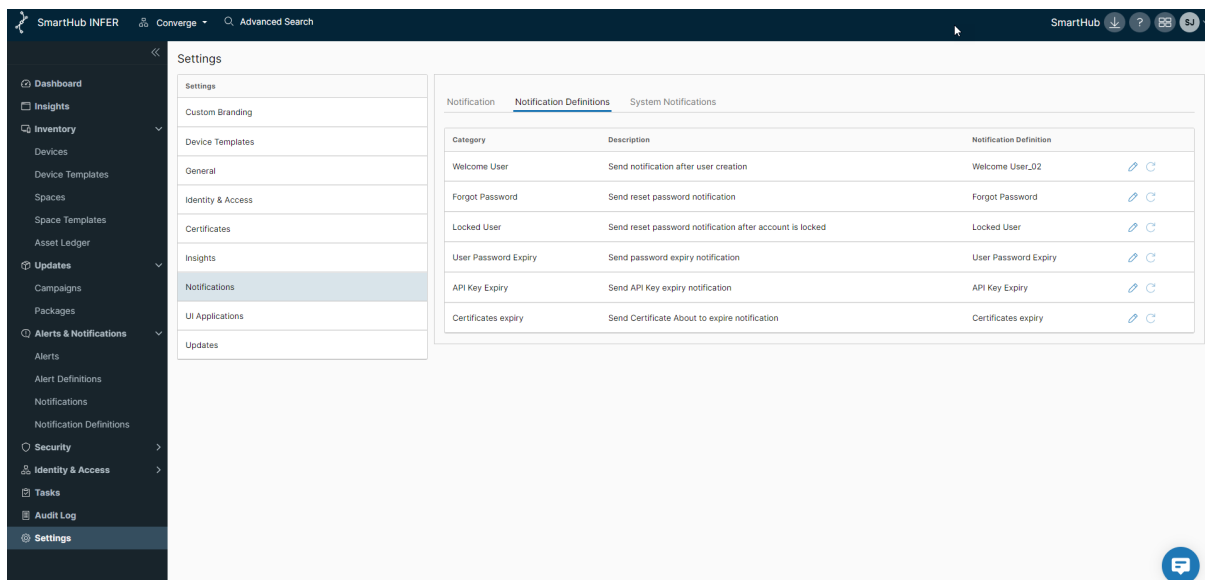 SmartHub INFER
Converge
Advanced Search
SmartHub
?
SJ
Dashboard
Insights
Inventory
Devices
Device Templates
Spaces
Space Templates
Asset Ledger
Updates
Campaigns
Packages
Alerts & Notifications
Alerts
Alert Definitions
Notifications
Notification Definitions
Security
Identity & Access
Tasks
Audit Log
Settings
Settings
Settings
Custom Branding
Device Templates
General
Identity & Access
Certificates
Insights
Notifications
UI Applications
Updates
Notification Notification Definitions System Notifications
Category Description Notification Definition
Welcome User Send notification after user creation Welcome User_02
Forgot Password Send reset password notification Forgot Password
Locked User Send reset password notification after account is locked Locked User
User Password Expiry Send password expiry notification User Password Expiry
API Key Expiry Send API Key expiry notification API Key Expiry
Certificates expiry Send Certificate About to expire notification Certificates expiry